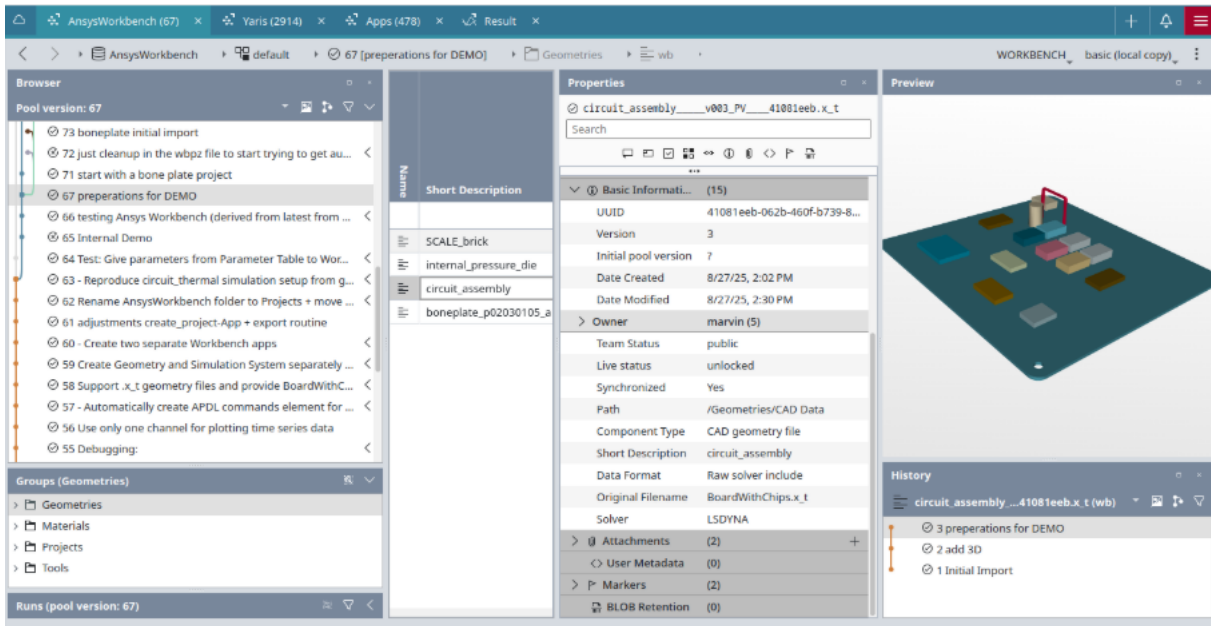 AnsysWorkbench (67) × Yaris (2914) × Apps (478) × Result ×
AnsysWorkbench default 67 [preperations for DEMO] Geometries wb WORKBENCH basic (local copy)
Browser
Pool version: 67
73 boneplate initial import
72 just cleanup in the wbpz file to start trying to get au...
71 start with a bone plate project
67 preperations for DEMO
66 testing Ansys Workbench (derived from latest from ...
65 Internal Demo
64 Test: Give parameters from Parameter Table to Wor...
63 - Reproduce circuit_thermal simulation setup from g...
62 Rename AnsysWorkbench folder to Projects + move ...
61 adjustments create_project-App + export routine
60 - Create two separate Workbench apps
59 Create Geometry and Simulation System separately ...
58 Support .x_t geometry files and provide BoardWithC...
57 - Automatically create APDL commands element for ...
56 Use only one channel for plotting time series data
55 Debugging:
Groups (Geometries)
Geometries
Materials
Projects
Tools
Runs (pool version: 67)
Name
Short Description
SCALE_brick
internal_pressure_die
circuit_assembly
boneplate_p02030105_a
Properties
circuit_assembly_____v003_PV____41081eeb.x_t
Search
Basic Informati... (15)
UUID 41081eeb-062b-460f-b739-8...
Version 3
Initial pool version ?
Date Created 8/27/25, 2:02 PM
Date Modified 8/27/25, 2:30 PM
Owner marvin (5)
Team Status public
Live status unlocked
Synchronized Yes
Path /Geometries/CAD Data
Component Type CAD geometry file
Short Description circuit_assembly
Data Format Raw solver include
Original Filename BoardWithChips.x_t
Solver LSDYNA
Attachments (2)
User Metadata (0)
Markers (2)
BLOB Retention (0)
Preview
History
circuit_assembly_...41081eeb.x_t (wb)
3 preperations for DEMO
2 add 3D
1 Initial Import